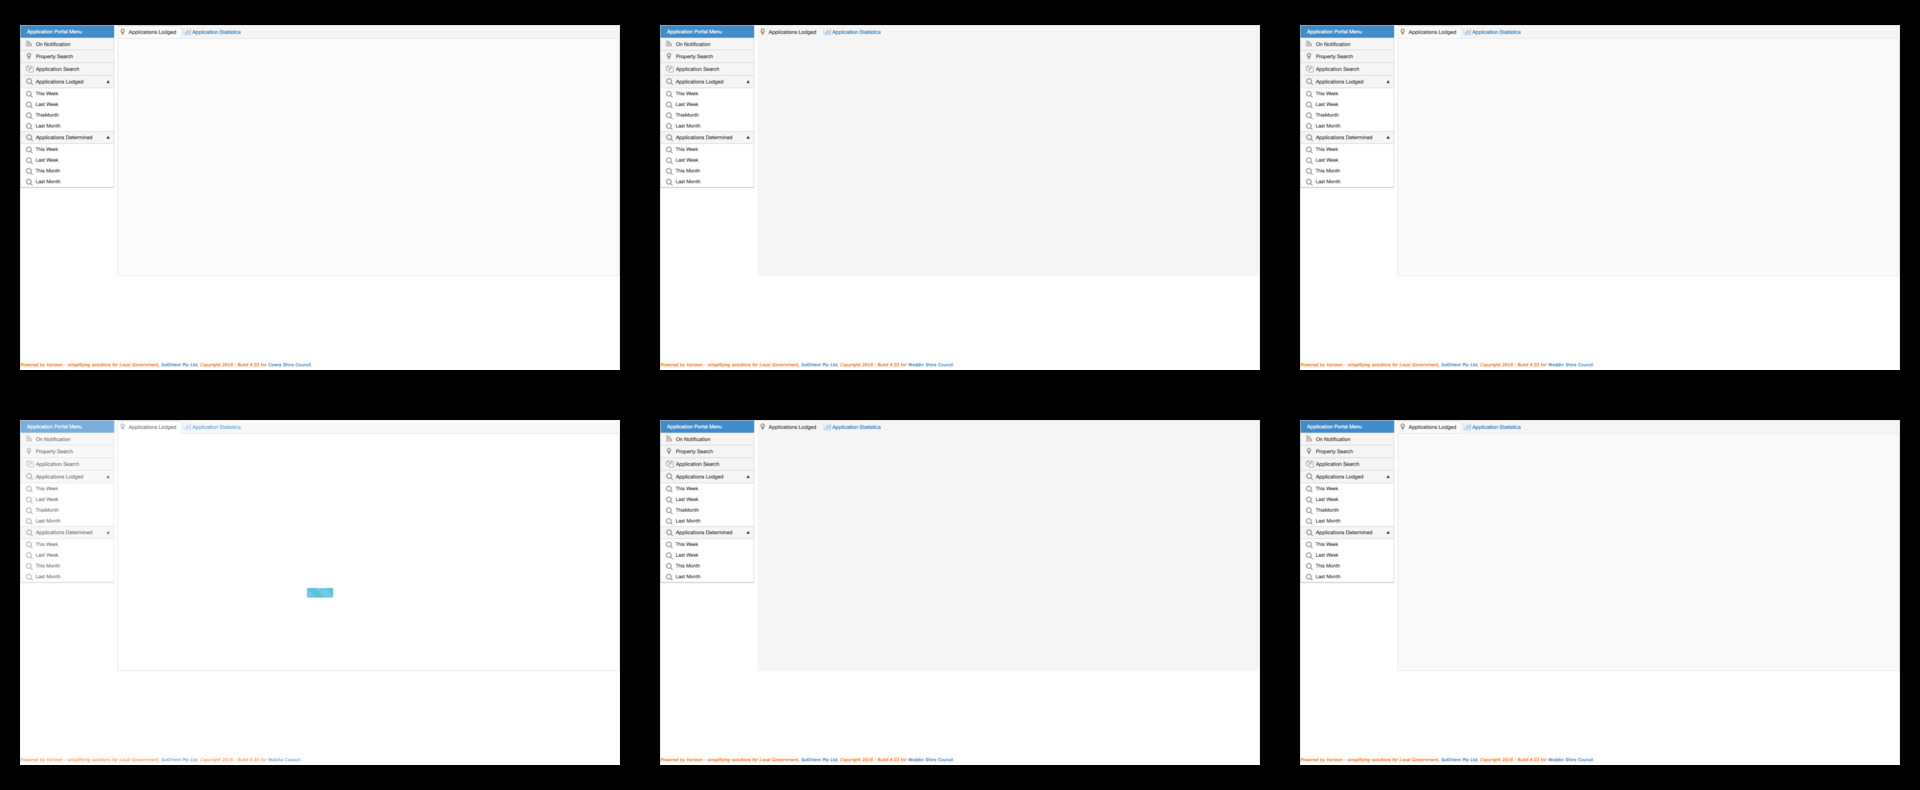 Application Portal Menu
Applications Lodged Application Statistics
On Notification
Property Search
Application Search
Applications Lodged
This Week
Last Week
ThisMonth
Last Month
Applications Determined
This Week
Last Week
This Month
Last Month
Powered by Horizon - simplifying solutions for Local Government, SolOrient Pty Ltd, Copyright 2016 - Build 4.03 for Cowra Shire Council
Application Portal Menu
Applications Lodged Application Statistics
On Notification
Property Search
Application Search
Applications Lodged
This Week
Last Week
ThisMonth
Last Month
Applications Determined
This Week
Last Week
This Month
Last Month
Powered by Horizon - simplifying solutions for Local Government, SolOrient Pty Ltd, Copyright 2016 - Build 4.03 for Weddin Shire Council
Application Portal Menu
Applications Lodged Application Statistics
On Notification
Property Search
Application Search
Applications Lodged
This Week
Last Week
ThisMonth
Last Month
Applications Determined
This Week
Last Week
This Month
Last Month
Powered by Horizon - simplifying solutions for Local Government, SolOrient Pty Ltd, Copyright 2016 - Build 4.03 for Weddin Shire Council
Application Portal Menu
Applications Lodged Application Statistics
On Notification
Property Search
Application Search
Applications Lodged
This Week
Last Week
ThisMonth
Last Month
Applications Determined
This Week
Last Week
This Month
Last Month
Powered by Horizon - simplifying solutions for Local Government, SolOrient Pty Ltd, Copyright 2016 - Build 4.03 for Walcha Council
Application Portal Menu
Applications Lodged Application Statistics
On Notification
Property Search
Application Search
Applications Lodged
This Week
Last Week
ThisMonth
Last Month
Applications Determined
This Week
Last Week
This Month
Last Month
Powered by Horizon - simplifying solutions for Local Government, SolOrient Pty Ltd, Copyright 2016 - Build 4.03 for Weddin Shire Council
Application Portal Menu
Applications Lodged Application Statistics
On Notification
Property Search
Application Search
Applications Lodged
This Week
Last Week
ThisMonth
Last Month
Applications Determined
This Week
Last Week
This Month
Last Month
Powered by Horizon - simplifying solutions for Local Government, SolOrient Pty Ltd, Copyright 2016 - Build 4.03 for Weddin Shire Council